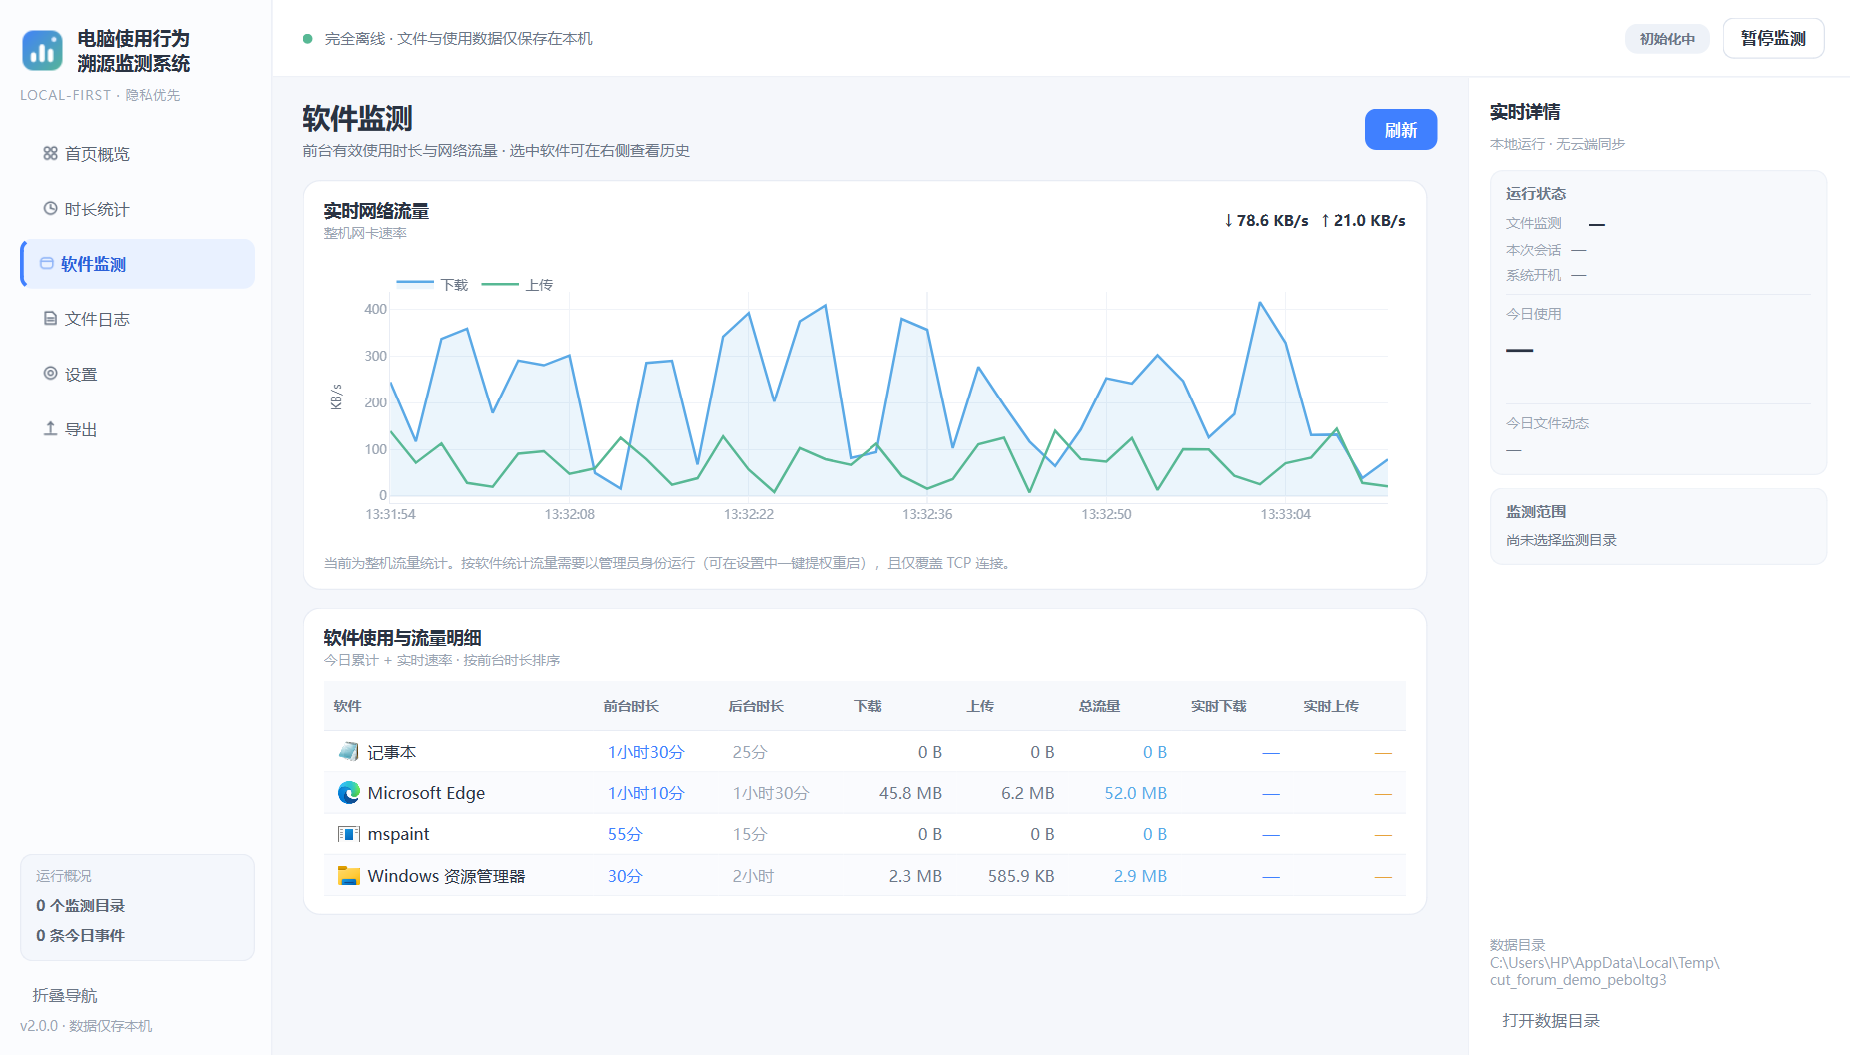 电脑使用行为
溯源监测系统
LOCAL-FIRST · 隐私优先
首页概览
时长统计
软件监测
文件日志
设置
导出
运行概况
0 个监测目录
0 条今日事件
折叠导航
v2.0.0 · 数据仅存本机
完全离线 · 文件与使用数据仅保存在本机
初始化中
暂停监测
软件监测
前台有效使用时长与网络流量 · 选中软件可在右侧查看历史
刷新
实时网络流量
整机网卡速率
↓ 78.6 KB/s ↑ 21.0 KB/s
下载 上传
KB/s
400
300
200
100
0
13:31:54 13:32:08 13:32:22 13:32:36 13:32:50 13:33:04
当前为整机流量统计。按软件统计流量需要以管理员身份运行（可在设置中一键提权重启），且仅覆盖 TCP 连接。
软件使用与流量明细
今日累计 + 实时速率 · 按前台时长排序
软件 前台时长 后台时长 下载 上传 总流量 实时下载 实时上传
记事本 1小时30分 25分 0 B 0 B 0 B — —
Microsoft Edge 1小时10分 1小时30分 45.8 MB 6.2 MB 52.0 MB — —
mspaint 55分 15分 0 B 0 B 0 B — —
Windows 资源管理器 30分 2小时 2.3 MB 585.9 KB 2.9 MB — —
实时详情
本地运行 · 无云端同步
运行状态
文件监测 —
本次会话 —
系统开机 —
今日使用
—
今日文件动态
—
监测范围
尚未选择监测目录
数据目录
C:\Users\HP\AppData\Local\Temp\
cut_forum_demo_peboltg3
打开数据目录